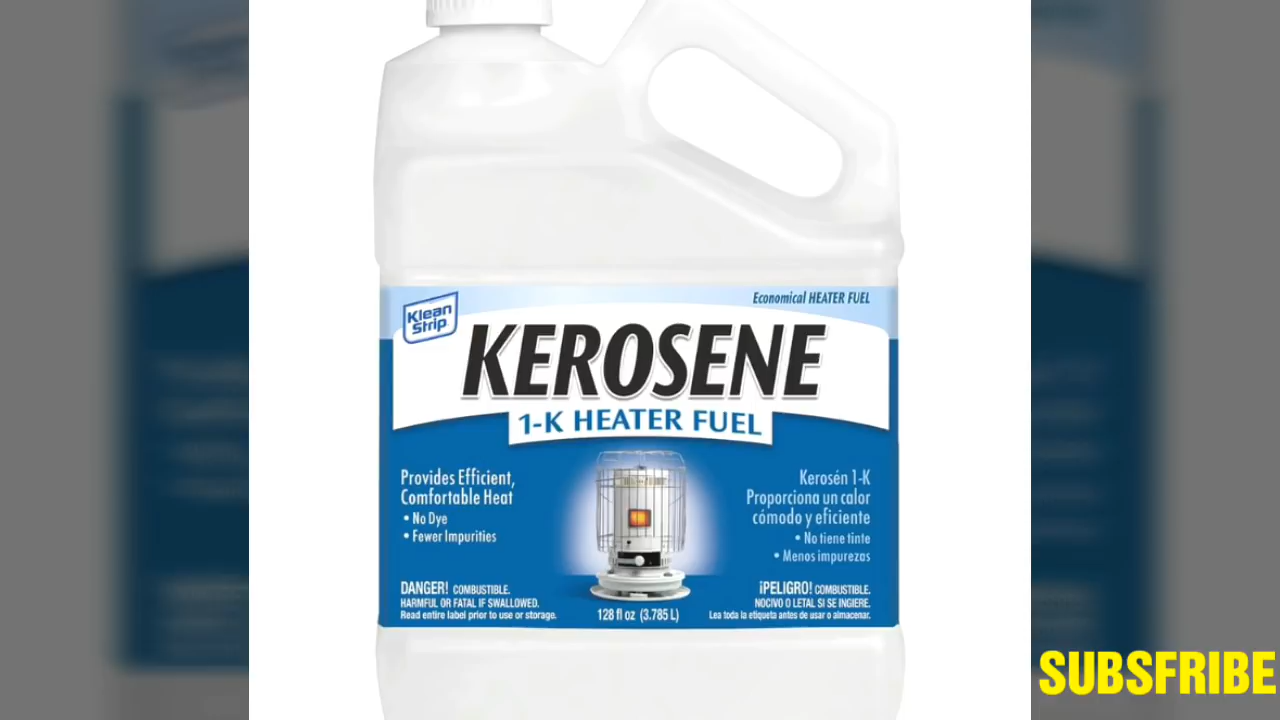 Economical HEATER FUEL
Klean
Strip
KEROSENE
1-K HEATER FUEL
Provides Efficient,
Comfortable Heat
• No Dye
• Fewer Impurities
Kerosén 1-K
Proporciona un calor
cómodo y eficiente
• No tiene tinte
• Menos impurezas
DANGER! COMBUSTIBLE.
HARMFUL OR FATAL IF SWALLOWED.
Read entire label prior to use or storage.
128 fl oz (3.785 L)
¡PELIGRO! COMBUSTIBLE.
NOCIVO O LETAL SI SE INGIERE.
Lea toda la etiqueta antes de usar o almacenar.
SUBSFRIBE